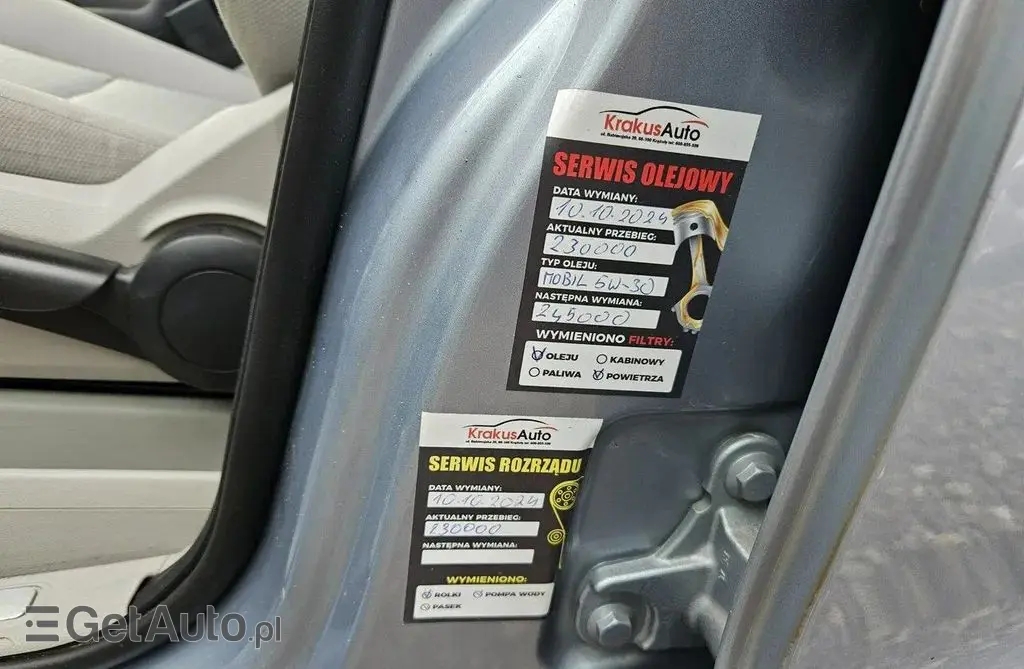 KrakusAuto
SERWIS OLEJOWY
DATA WYMIANY:
10.10.2024
AKTUALNY PRZEBIEG:
230000
TYP OLEJU:
MOBIL 5W-30
NASTĘPNA WYMIANA:
245000
WYMIENIONO FILTRY:
OLEJU KABINOWY
PALIWA POWIETRZA
KrakusAuto
SERWIS ROZRZĄDU
DATA WYMIANY:
10.10.2024
AKTUALNY PRZEBIEG:
230000
NASTĘPNA WYMIANA:
WYMIENIONO:
ROLKI POMPA WODY
PASEK
GetAuto.pl